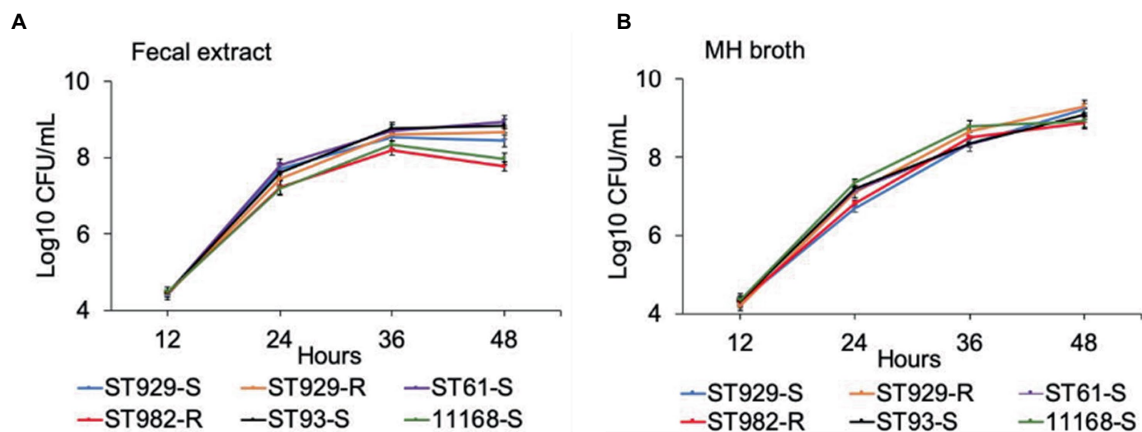 A
Fecal extract
10
8
6
4
Log10 CFU/mL
12 24 36 48
Hours
ST929-S ST929-R ST61-S
ST982-R ST93-S 11168-S
B
MH broth
10
8
6
4
Log10 CFU/mL
12 24 36 48
Hours
ST929-S ST929-R ST61-S
ST982-R ST93-S 11168-S